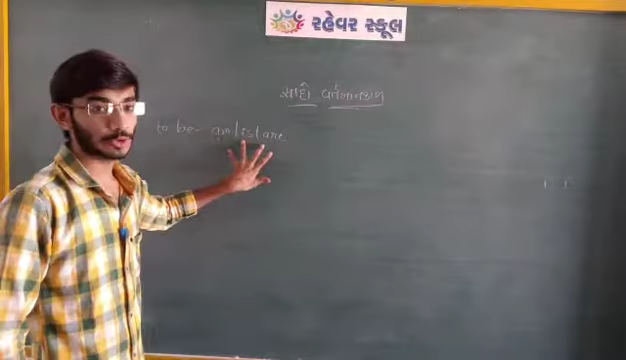 રહેવર સ્કૂલ
સાદો વર્તમાનકાળ
to be - am/is/are